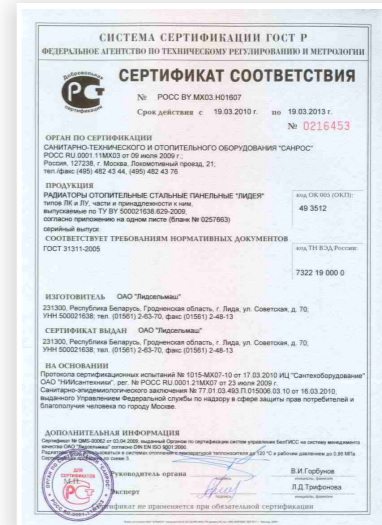 СИСТЕМА СЕРТИФИКАЦИИ ГОСТ Р
ФЕДЕРАЛЬНОЕ АГЕНТСТВО ПО ТЕХНИЧЕСКОМУ РЕГУЛИРОВАНИЮ И МЕТРОЛОГИИ
Добровольная
сертификация
СЕРТИФИКАТ СООТВЕТСТВИЯ
№ РОСС BY.МХ03.Н01607
Срок действия с 19.03.2010 г. по 19.03.2013 г.
№ 0216453
ОРГАН ПО СЕРТИФИКАЦИИ
САНИТАРНО-ТЕХНИЧЕСКОГО И ОТОПИТЕЛЬНОГО ОБОРУДОВАНИЯ "САНРОС"
РОСС RU.0001.11МХ03 от 09 июля 2009 г.;
Россия, 127238, г. Москва, Локомотивный проезд, 21,
тел./факс (495) 482 43 44, (495) 482 43 76
ПРОДУКЦИЯ
РАДИАТОРЫ ОТОПИТЕЛЬНЫЕ СТАЛЬНЫЕ ПАНЕЛЬНЫЕ "ЛИДЕЯ"
типов ЛК и ЛУ, части и принадлежности к ним,
выпускаемые по ТУ BY 500021638.629-2009,
согласно приложению на одном листе (бланк № 0257663)
серийный выпуск
код ОК 005 (ОКП):
49 3512
СООТВЕТСТВУЕТ ТРЕБОВАНИЯМ НОРМАТИВНЫХ ДОКУМЕНТОВ
ГОСТ 31311-2005
код ТН ВЭД России:
7322 19 000 0
ИЗГОТОВИТЕЛЬ ОАО "Лидсельмаш"
231300, Республика Беларусь, Гродненская область, г. Лида, ул. Советская, д. 70;
УНН 500021638; тел. (01561) 2-63-70, факс (01561) 2-48-13
СЕРТИФИКАТ ВЫДАН ОАО "Лидсельмаш"
231300, Республика Беларусь, Гродненская область, г. Лида, ул. Советская, д. 70;
УНН 500021638; тел. (01561) 2-63-70, факс (01561) 2-48-13
НА ОСНОВАНИИ
Протокола сертификационных испытаний № 1015-МХ07-10 от 17.03.2010 ИЦ "Сантехоборудование"
ОАО "НИИсантехники", рег. № РОСС RU.0001.21МХ07 от 23 июля 2009 г.
Санитарно-эпидемиологического заключения № 77.01.03.493.П.015006.03.10 от 16.03.2010,
выданного Управлением Федеральной службы по надзору в сфере защиты прав потребителей и
благополучия человека по городу Москве.
ДОПОЛНИТЕЛЬНАЯ ИНФОРМАЦИЯ
М.П.
Руководитель органа
В.И.Горбунов
Эксперт
Л.Д.Трифонова
Сертификат не применяется при обязательной сертификации